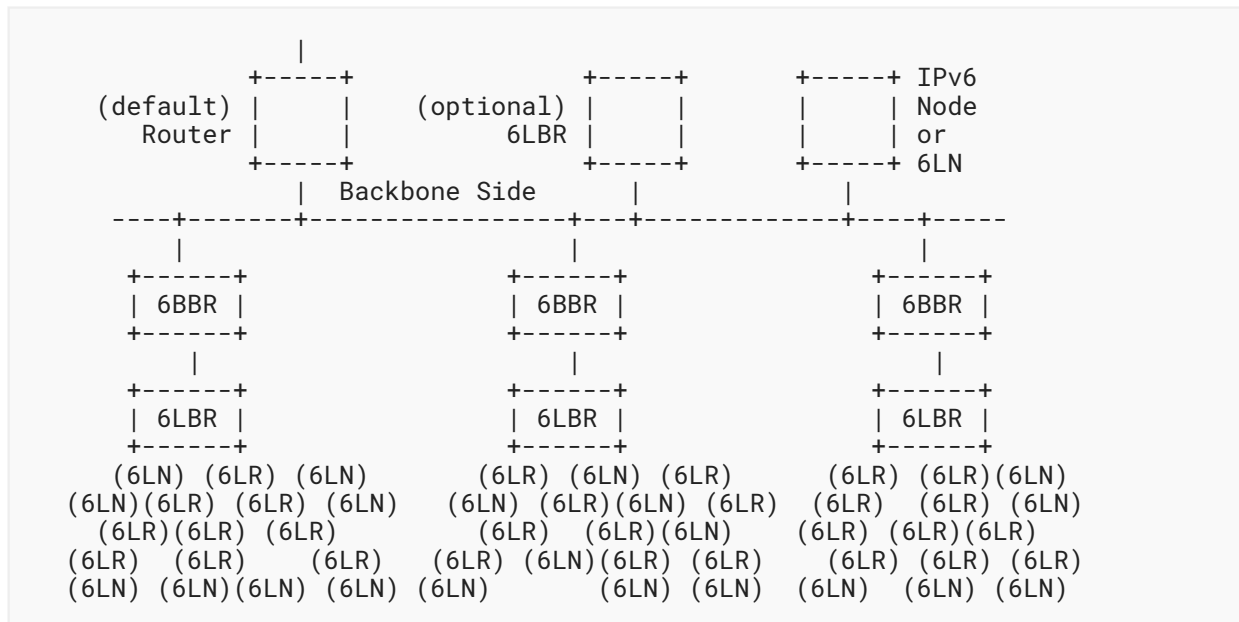 |
                +-----+               +-----+       +-----+ IPv6
      (default) |     |    (optional) |     |       |     | Node
         Router |     |          6LBR |     |       |     | or
                +-----+               +-----+       +-----+ 6LN
                   |  Backbone Side      |             |
       ----+-------+-----------------+---+-------------+----+-----
           |                         |                      |
        +------+                 +------+                +------+
        | 6BBR |                 | 6BBR |                | 6BBR |
        +------+                 +------+                +------+
            |                        |                       |
        +------+                 +------+                +------+
        | 6LBR |                 | 6LBR |                | 6LBR |
        +------+                 +------+                +------+
       (6LN) (6LR) (6LN)       (6LR) (6LN) (6LR)      (6LR) (6LR)(6LN)
    (6LN)(6LR) (6LR) (6LN)   (6LN) (6LR)(6LN) (6LR)  (6LR)  (6LR) (6LN)
      (6LR)(6LR) (6LR)         (6LR)  (6LR)(6LN)    (6LR) (6LR)(6LR)
    (6LR)  (6LR)    (6LR)   (6LR) (6LN)(6LR) (6LR)    (6LR) (6LR) (6LR)
    (6LN) (6LN)(6LN) (6LN) (6LN)       (6LN) (6LN)  (6LN)  (6LN) (6LN)